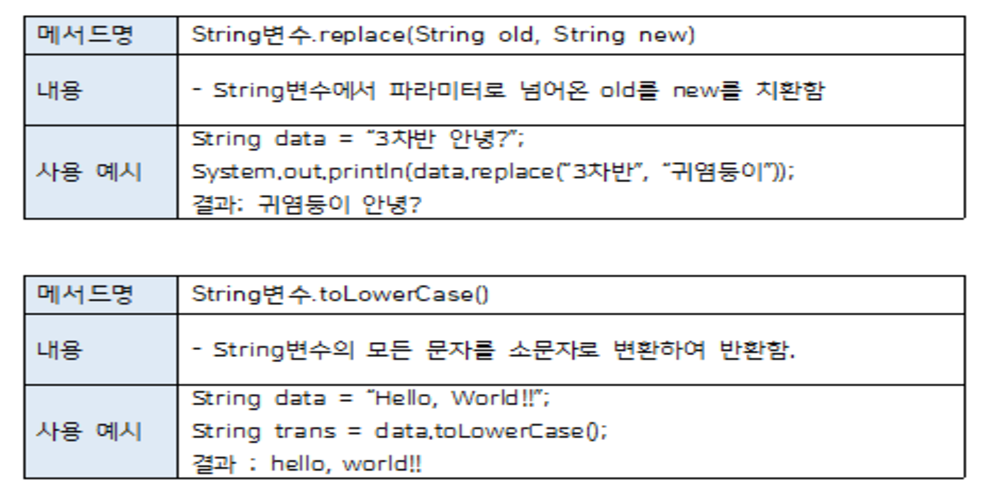 메서드명 String변수.replace(String old, String new)
내용 - String변수에서 파라미터로 넘어온 old를 new를 치환함
String data = “3차반 안녕?”;
사용 예시 System.out.println(data.replace(“3차반”, “귀염둥이”));
결과: 귀염둥이 안녕?
메서드명 String변수.toLowerCase()
내용 - String변수의 모든 문자를 소문자로 변환하여 반환함.
String data = “Hello, World!!”;
사용 예시 String trans = data.toLowerCase();
결과 : hello, world!!